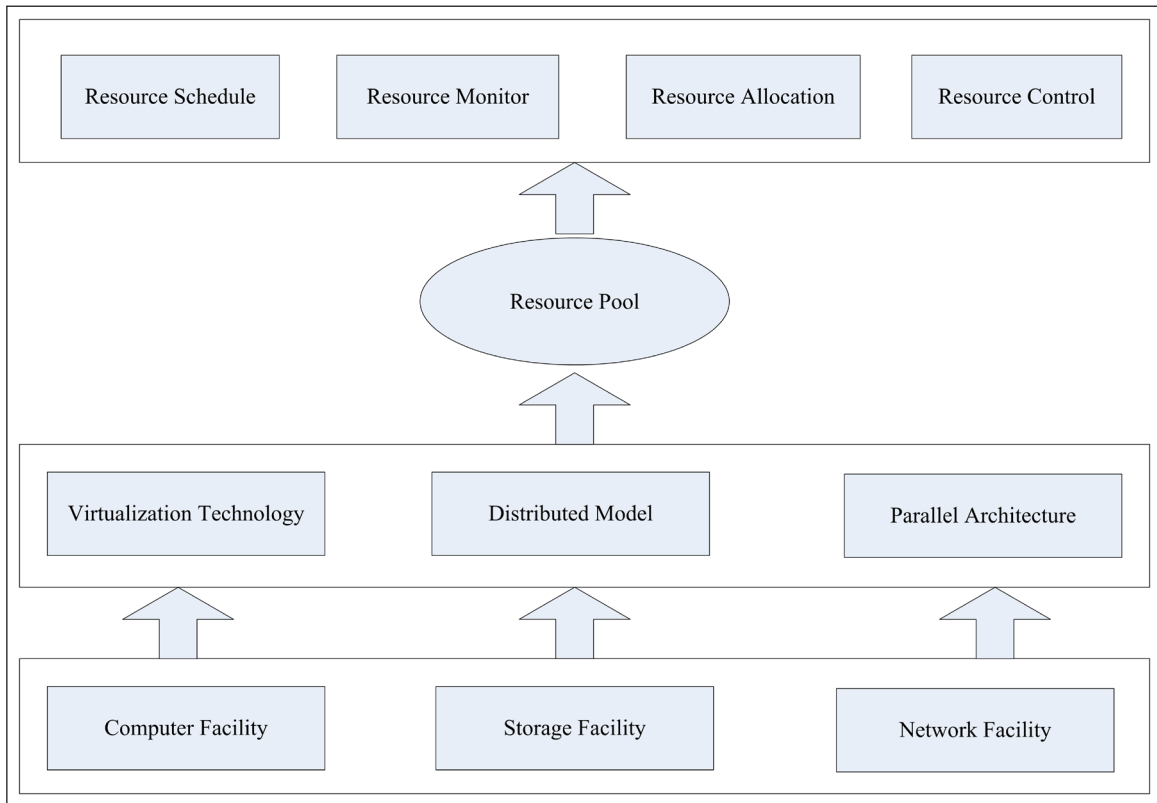 Resource Schedule
Resource Monitor
Resource Allocation
Resource Control
Resource Pool
Virtualization Technology
Distributed Model
Parallel Architecture
Computer Facility
Storage Facility
Network Facility